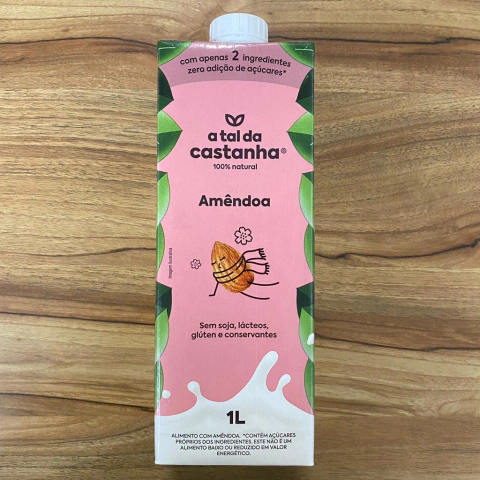 com apenas 2 ingredientes
zero adição de açúcares*
a tal da
castanha®
100% natural
Amêndoa
Imagem ilustrativa
Sem soja, lácteos,
glúten e conservantes
1L
ALIMENTO COM AMÊNDOA. *CONTÉM AÇÚCARES
PRÓPRIOS DOS INGREDIENTES. ESTE NÃO É UM
ALIMENTO BAIXO OU REDUZIDO EM VALOR
ENERGÉTICO.